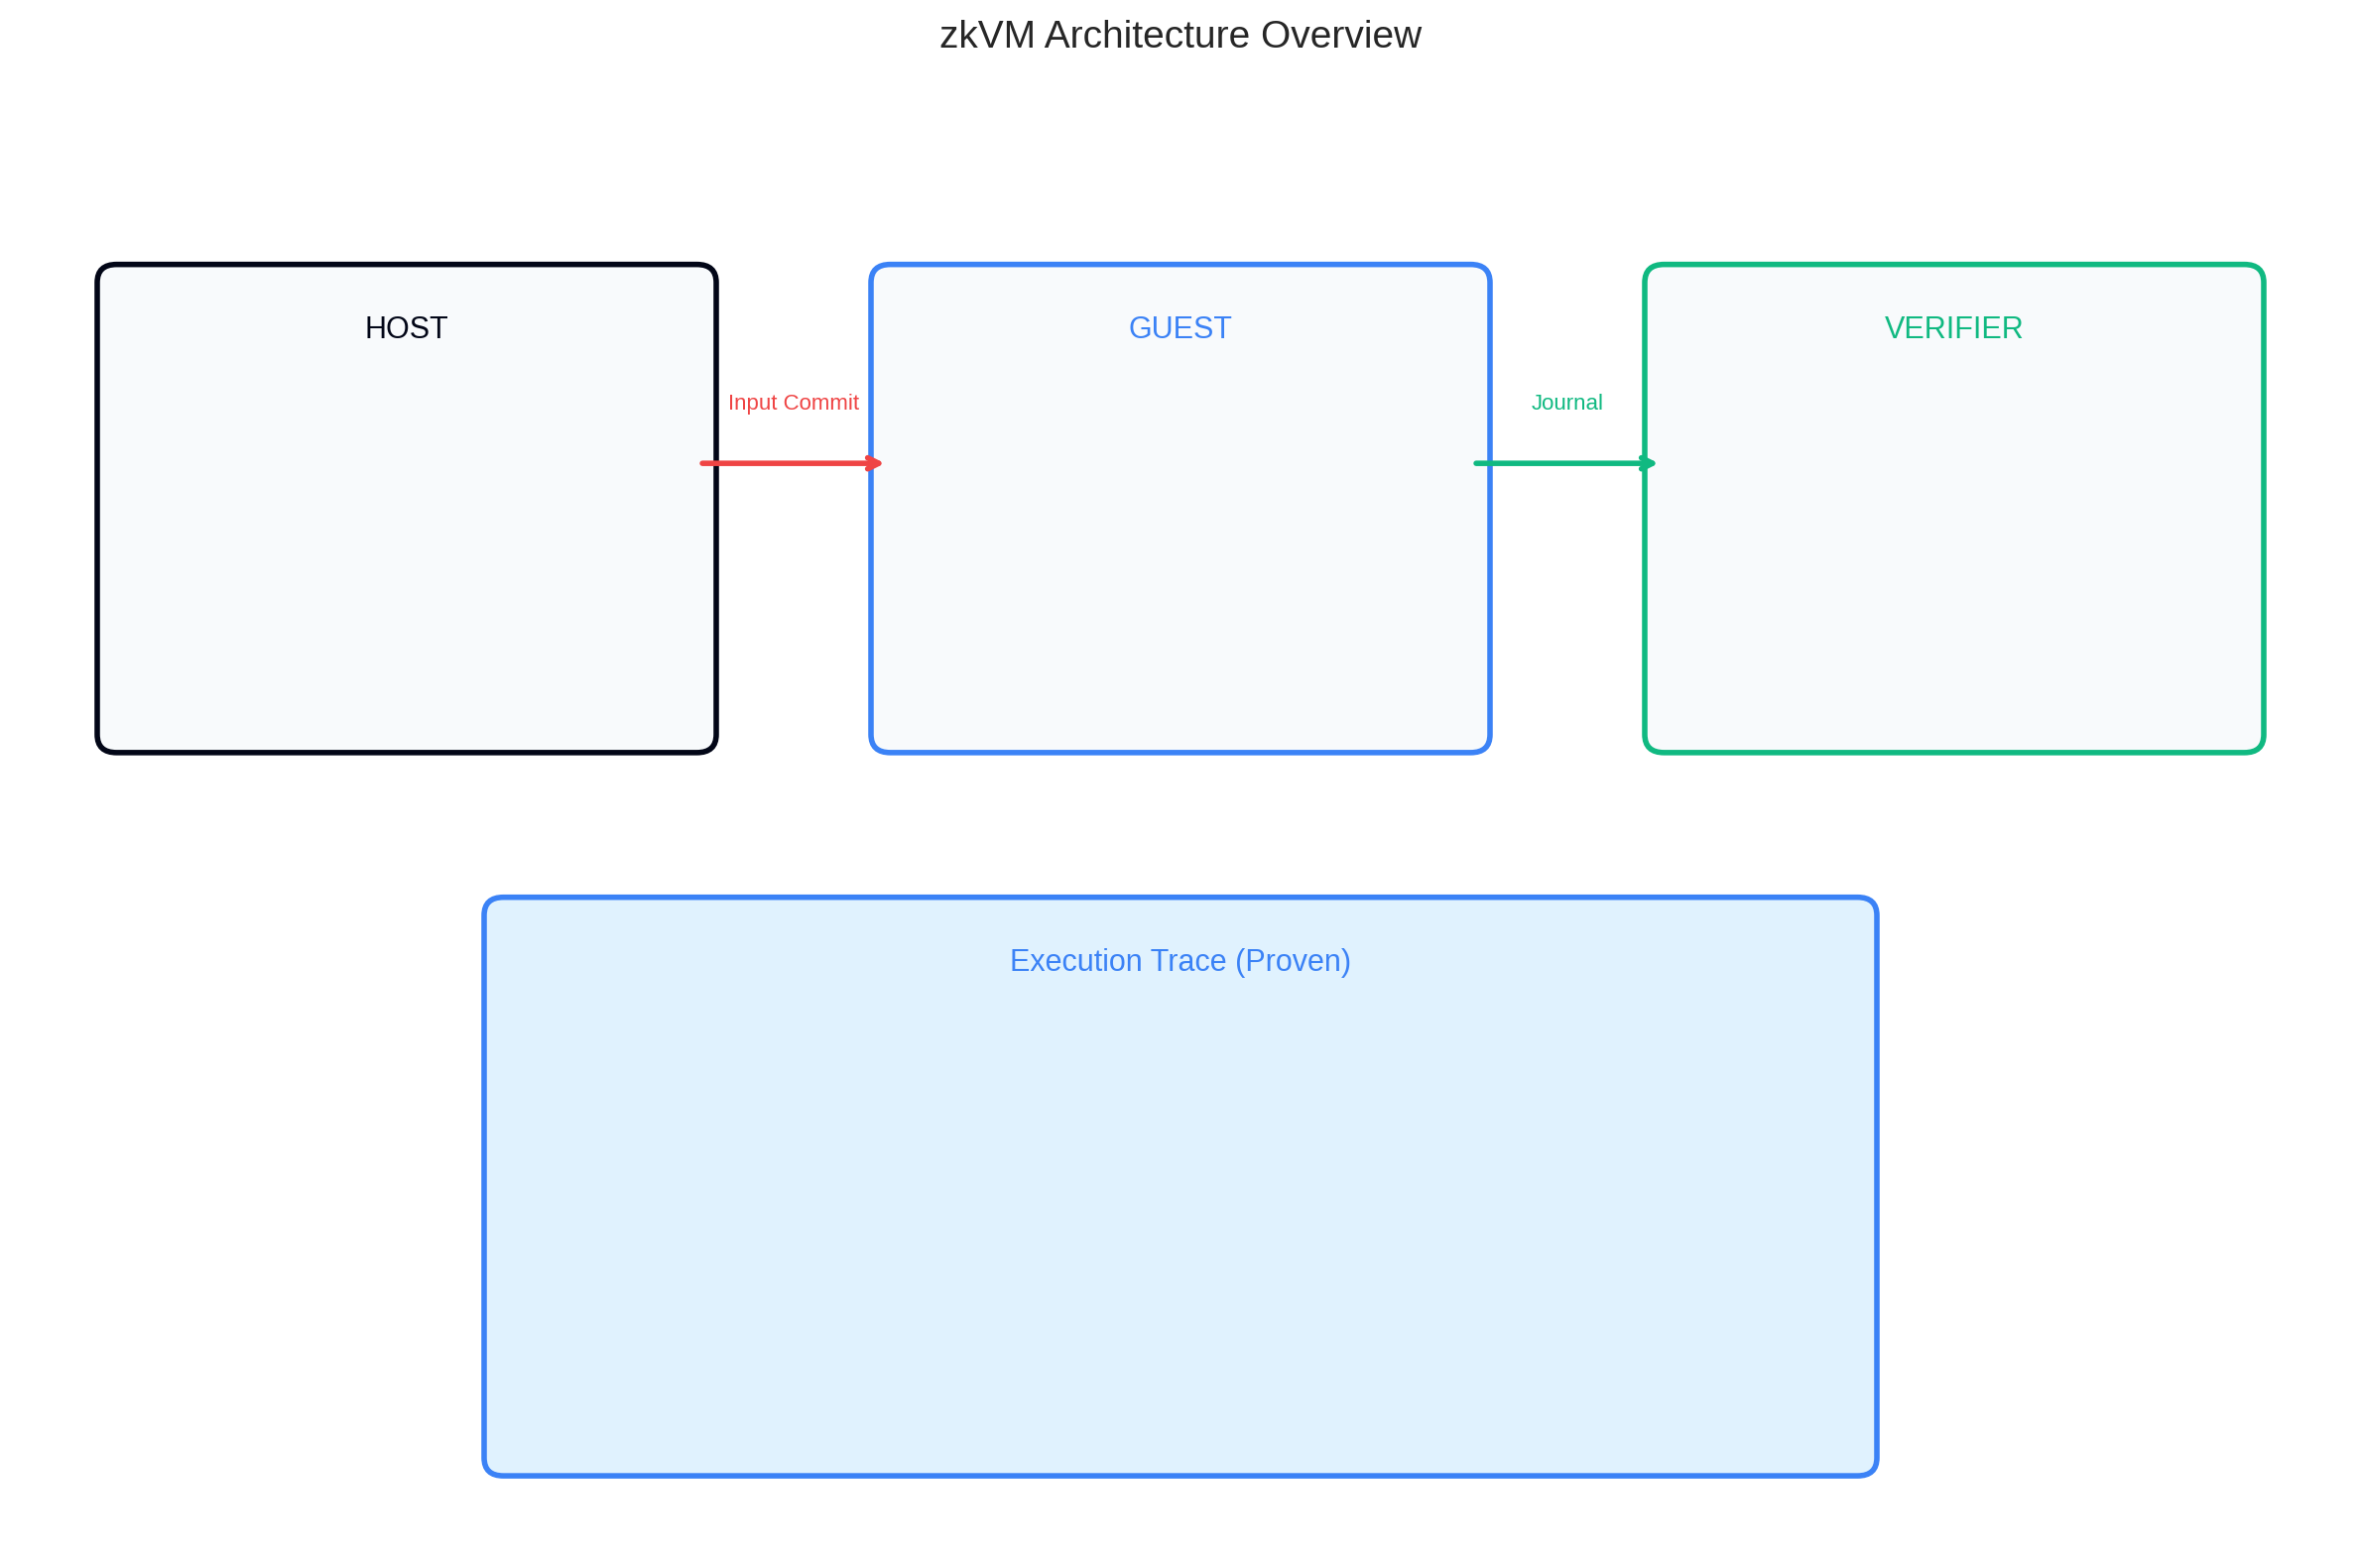 zkVM Architecture Overview
HOST
GUEST
VERIFIER
Input Commit
Journal
Execution Trace (Proven)